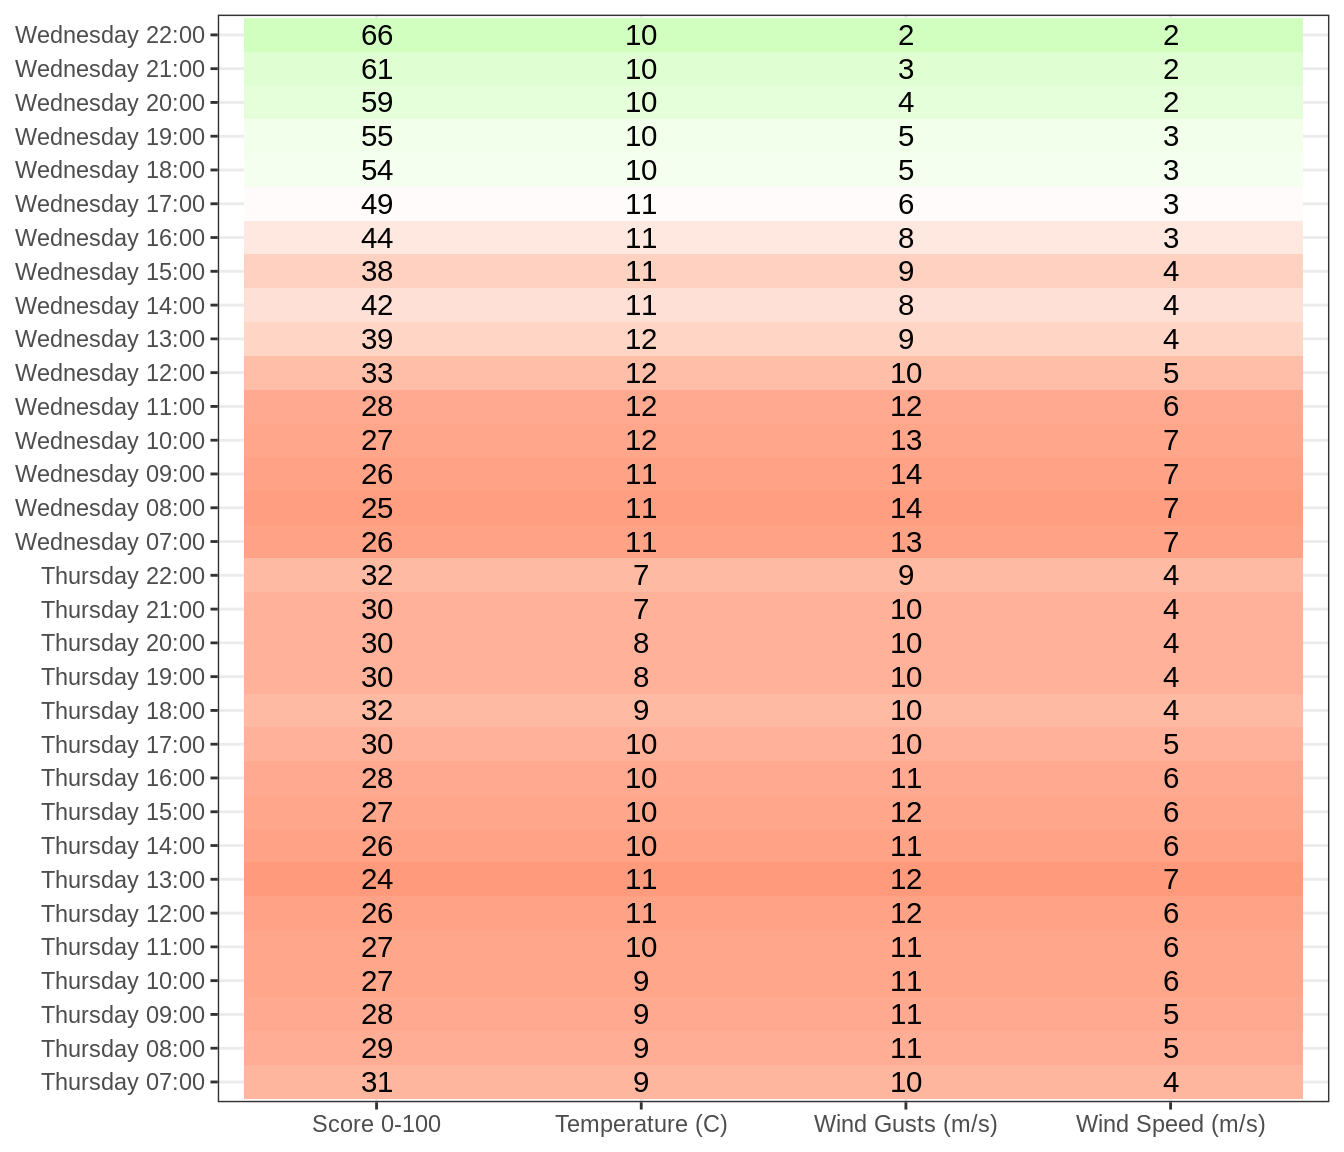 Wednesday 22:00 66 10 2 2
Wednesday 21:00 61 10 3 2
Wednesday 20:00 59 10 4 2
Wednesday 19:00 55 10 5 3
Wednesday 18:00 54 10 5 3
Wednesday 17:00 49 11 6 3
Wednesday 16:00 44 11 8 3
Wednesday 15:00 38 11 9 4
Wednesday 14:00 42 11 8 4
Wednesday 13:00 39 12 9 4
Wednesday 12:00 33 12 10 5
Wednesday 11:00 28 12 12 6
Wednesday 10:00 27 12 13 7
Wednesday 09:00 26 11 14 7
Wednesday 08:00 25 11 14 7
Wednesday 07:00 26 11 13 7
Thursday 22:00 32 7 9 4
Thursday 21:00 30 7 10 4
Thursday 20:00 30 8 10 4
Thursday 19:00 30 8 10 4
Thursday 18:00 32 9 10 4
Thursday 17:00 30 10 10 5
Thursday 16:00 28 10 11 6
Thursday 15:00 27 10 12 6
Thursday 14:00 26 10 11 6
Thursday 13:00 24 11 12 7
Thursday 12:00 26 11 12 6
Thursday 11:00 27 10 11 6
Thursday 10:00 27 9 11 6
Thursday 09:00 28 9 11 5
Thursday 08:00 29 9 11 5
Thursday 07:00 31 9 10 4
Score 0-100 Temperature (C) Wind Gusts (m/s) Wind Speed (m/s)